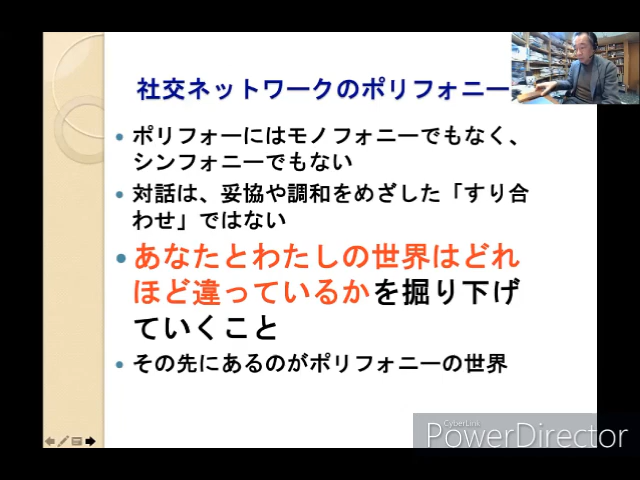 社交ネットワークのポリフォニー
ポリフォーにはモノフォニーでもなく、
シンフォニーでもない
対話は、妥協や調和をめざした「すり合
わせ」ではない
あなたとわたしの世界はどれ
ほど違っているかを掘り下げ
ていくこと
その先にあるのがポリフォニーの世界
CyberLink
PowerDirector